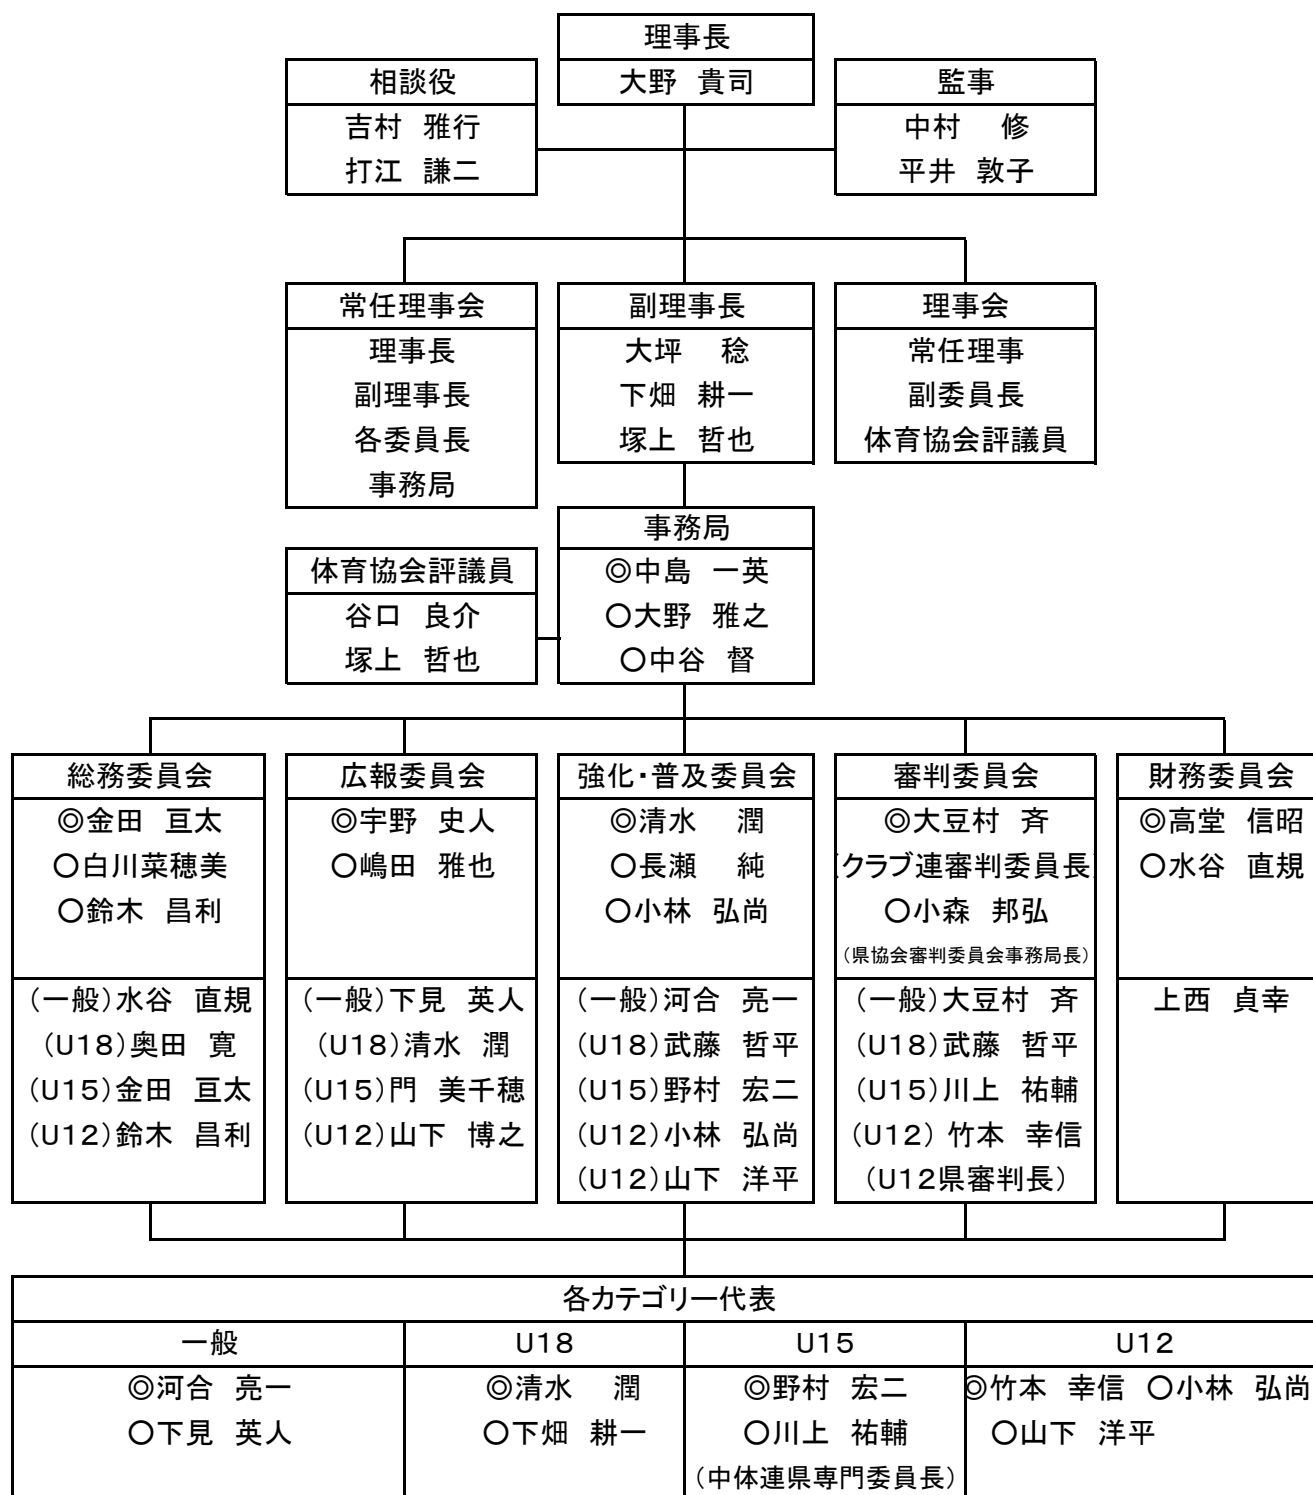 理事長
大野 貴司
相談役
吉村 雅行
打江 謙二
監事
中村 修
平井 敦子
常任理事会
理事長
副理事長
各委員長
事務局
副理事長
大坪 稔
下畑 耕一
塚上 哲也
理事会
常任理事
副委員長
体育協会評議員
事務局
◎中島 一英
○大野 雅之
○中谷 督
体育協会評議員
谷口 良介
塚上 哲也
総務委員会
◎金田 亘太
○白川菜穂美
○鈴木 昌利
(一般)水谷 直規
(U18)奥田 寛
(U15)金田 亘太
(U12)鈴木 昌利
広報委員会
◎宇野 史人
○嶋田 雅也
(一般)下見 英人
(U18)清水 潤
(U15)門 美千穂
(U12)山下 博之
強化・普及委員会
◎清水 潤
○長瀬 純
○小林 弘尚
(一般)河合 亮一
(U18)武藤 哲平
(U15)野村 宏二
(U12)小林 弘尚
(U12)山下 洋平
審判委員会
◎大豆村 斉
(クラブ連審判委員長)
○小森 邦弘
(県協会審判委員会事務局長)
(一般)大豆村 斉
(U18)武藤 哲平
(U15)川上 祐輔
(U12) 竹本 幸信
(U12県審判長)
財務委員会
◎高堂 信昭
○水谷 直規
上西 貞幸
各カテゴリー代表
一般
◎河合 亮一
○下見 英人
U18
◎清水 潤
○下畑 耕一
U15
◎野村 宏二
○川上 祐輔
(中体連県専門委員長)
U12
◎竹本 幸信 ○小林 弘尚
○山下 洋平